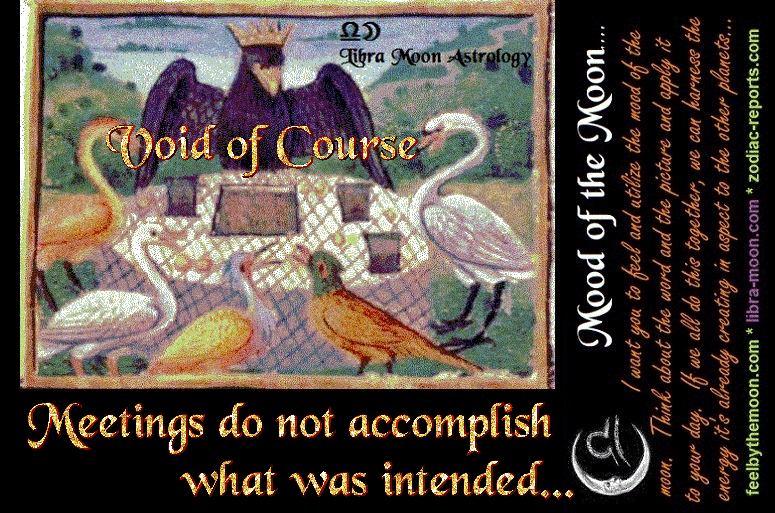 ♎☽
Libra Moon Astrology
Void of Course
Meetings do not accomplish
what was intended...
Mood of the Moon....
I want you to feel and utilize the mood of the
moon. Think about the word and the picture and apply it
to your day. If we all do this together, we can harness the
energy it's already creating in aspect to the other planets...
feelbythemoon.com * libra-moon.com * zodiac-reports.com